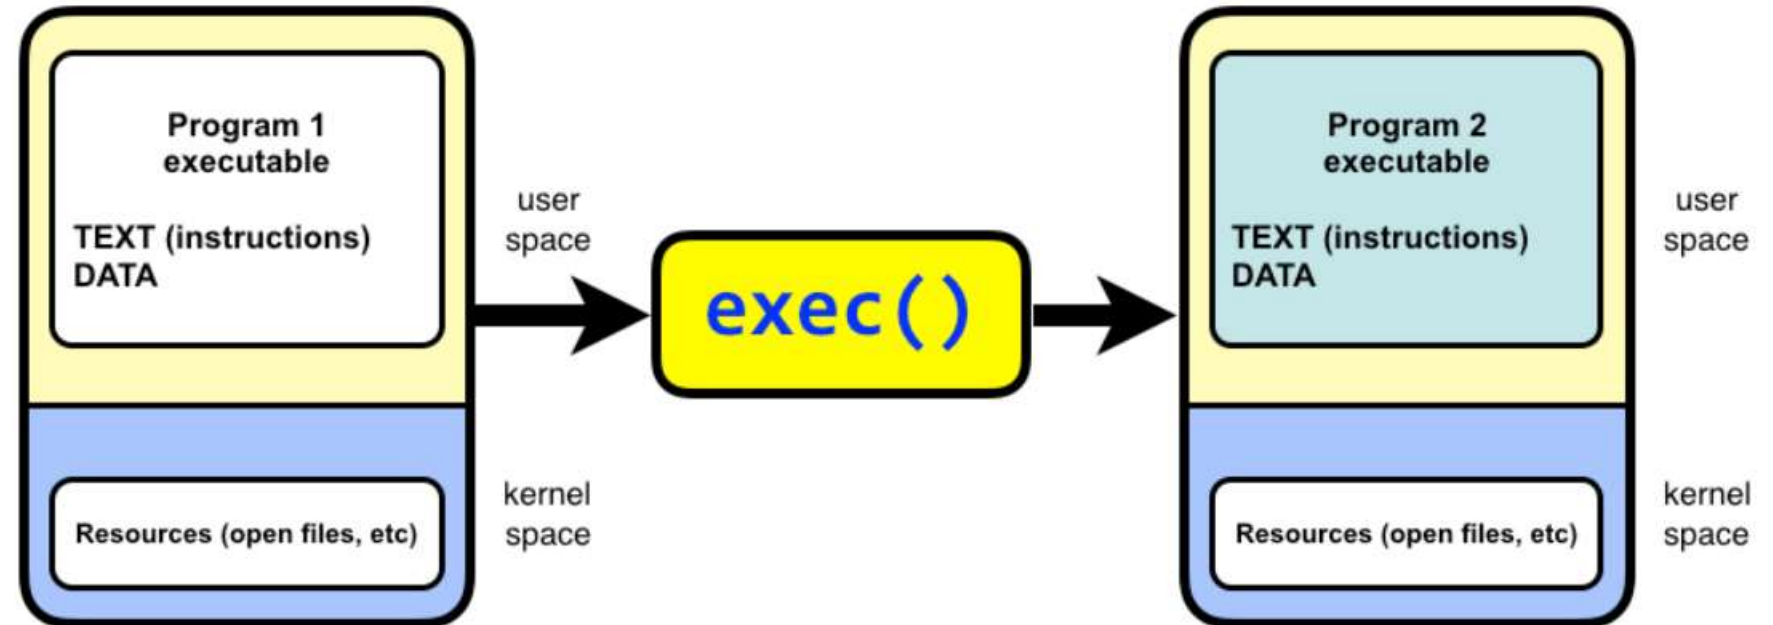 Program 1
executable
TEXT (instructions)
DATA
Resources (open files, etc)
user
space
kernel
space
exec()
Program 2
executable
TEXT (instructions)
DATA
Resources (open files, etc)
user
space
kernel
space